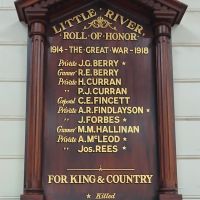 LITTLE RIVER
ROLL OF HONOR
1914-THE GREAT WAR-1918
Private J.G. BERRY ★
Gunner R.E. BERRY
Private H. CURRAN
" P.J. CURRAN
Corporal C.E. FINCETT
Private A.R. FINDLAYSON ★
" J. FORBES ★
Gunner M.M. HALLINAN
Private A. McLEOD ★
" Jos. REES ★
FOR KING & COUNTRY
★ Killed